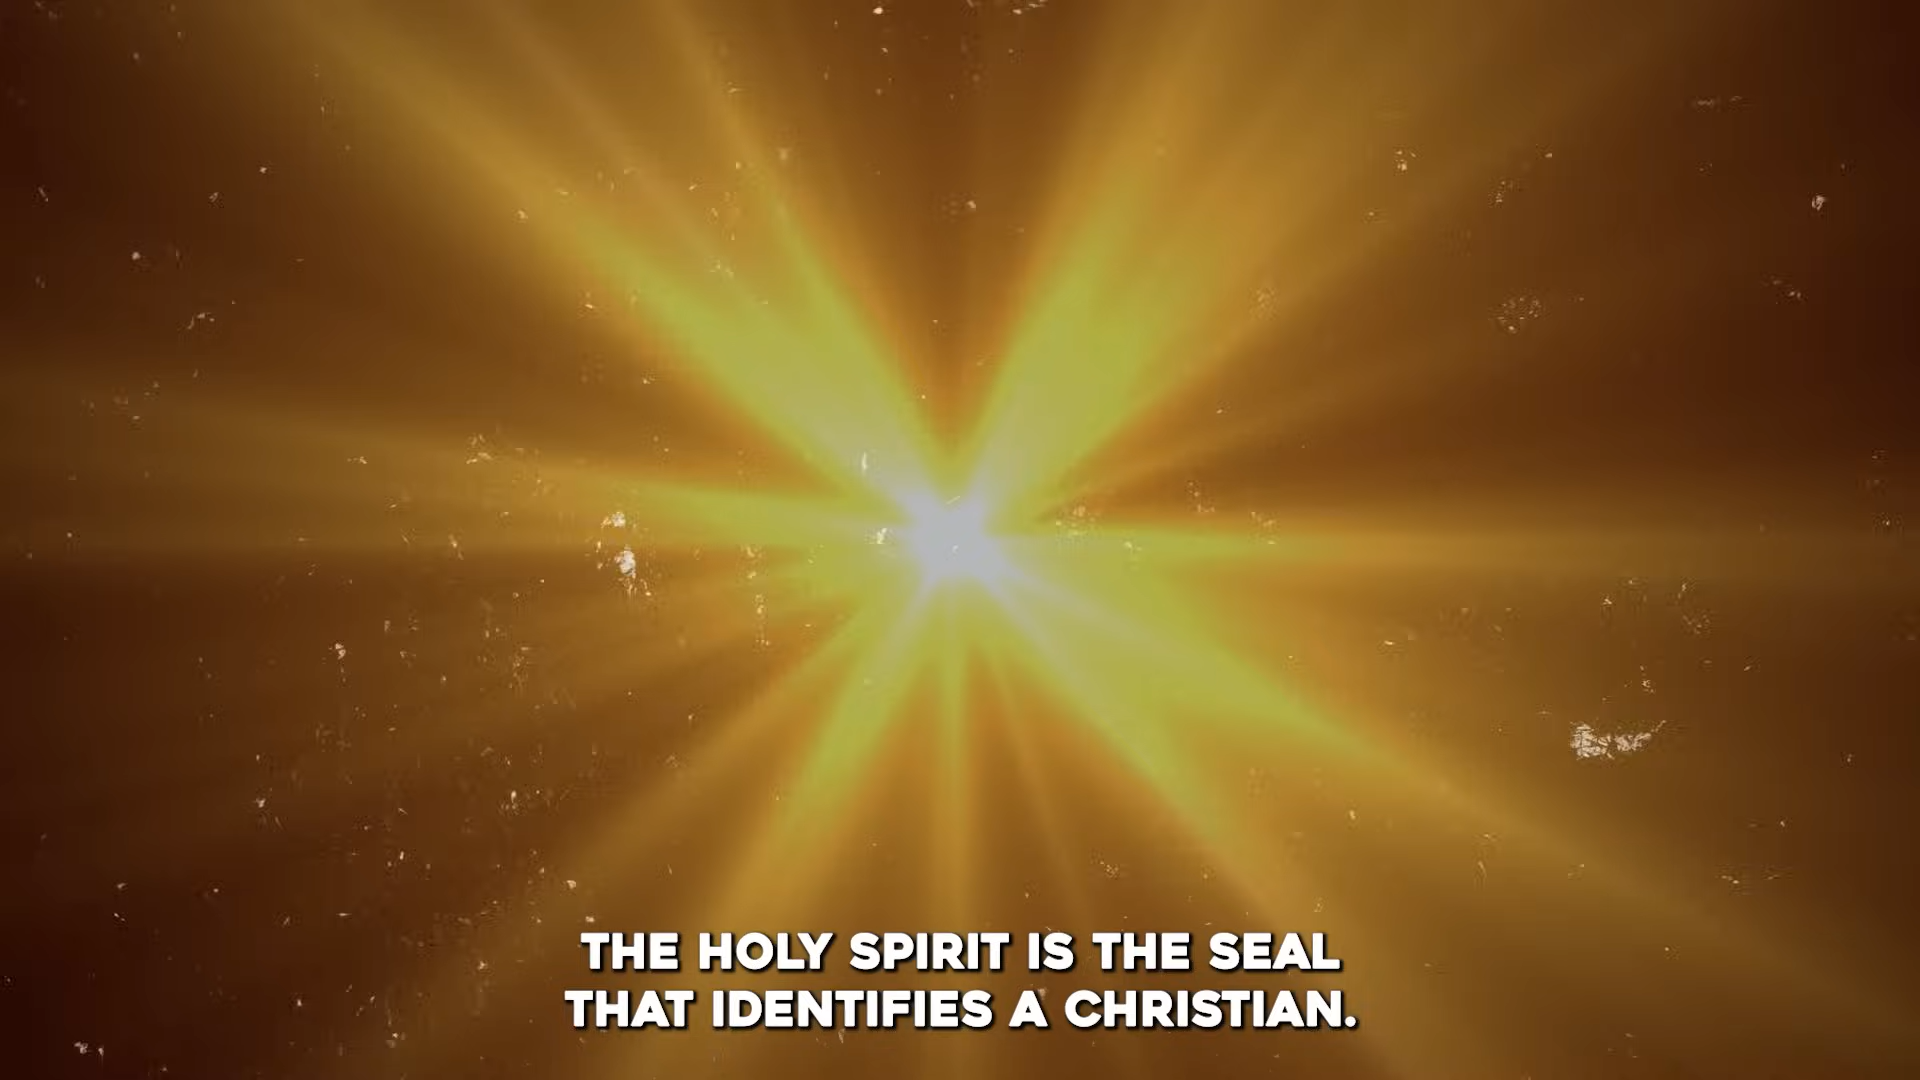 THE HOLY SPIRIT IS THE SEAL
THAT IDENTIFIES A CHRISTIAN.